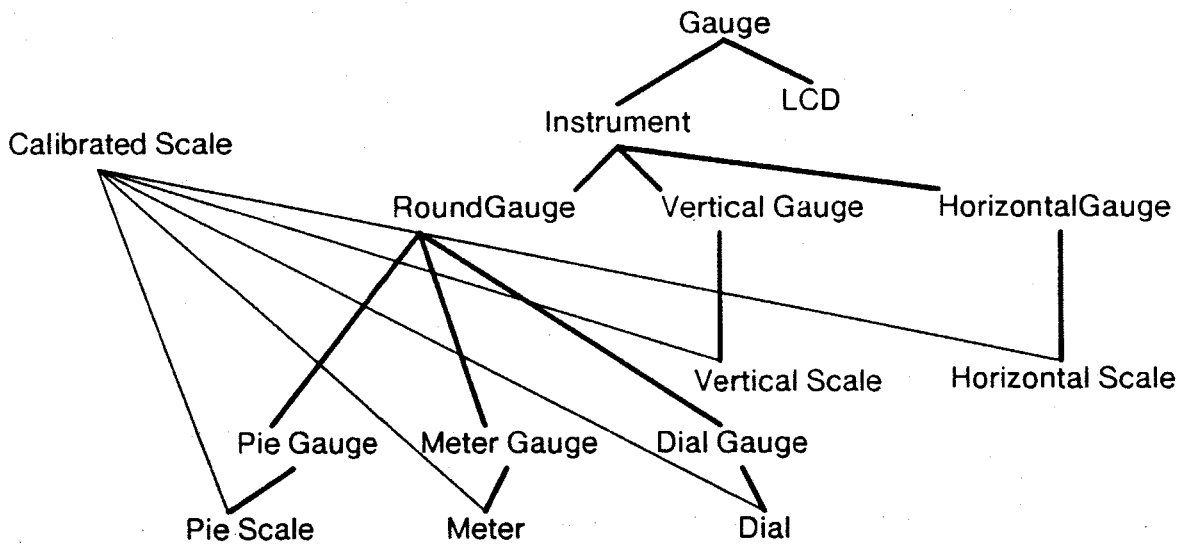 Gauge
LCD
Instrument
Calibrated Scale
RoundGauge
Vertical Gauge
HorizontalGauge
Vertical Scale
Horizontal Scale
Pie Gauge
Meter Gauge
Dial Gauge
Pie Scale
Meter
Dial